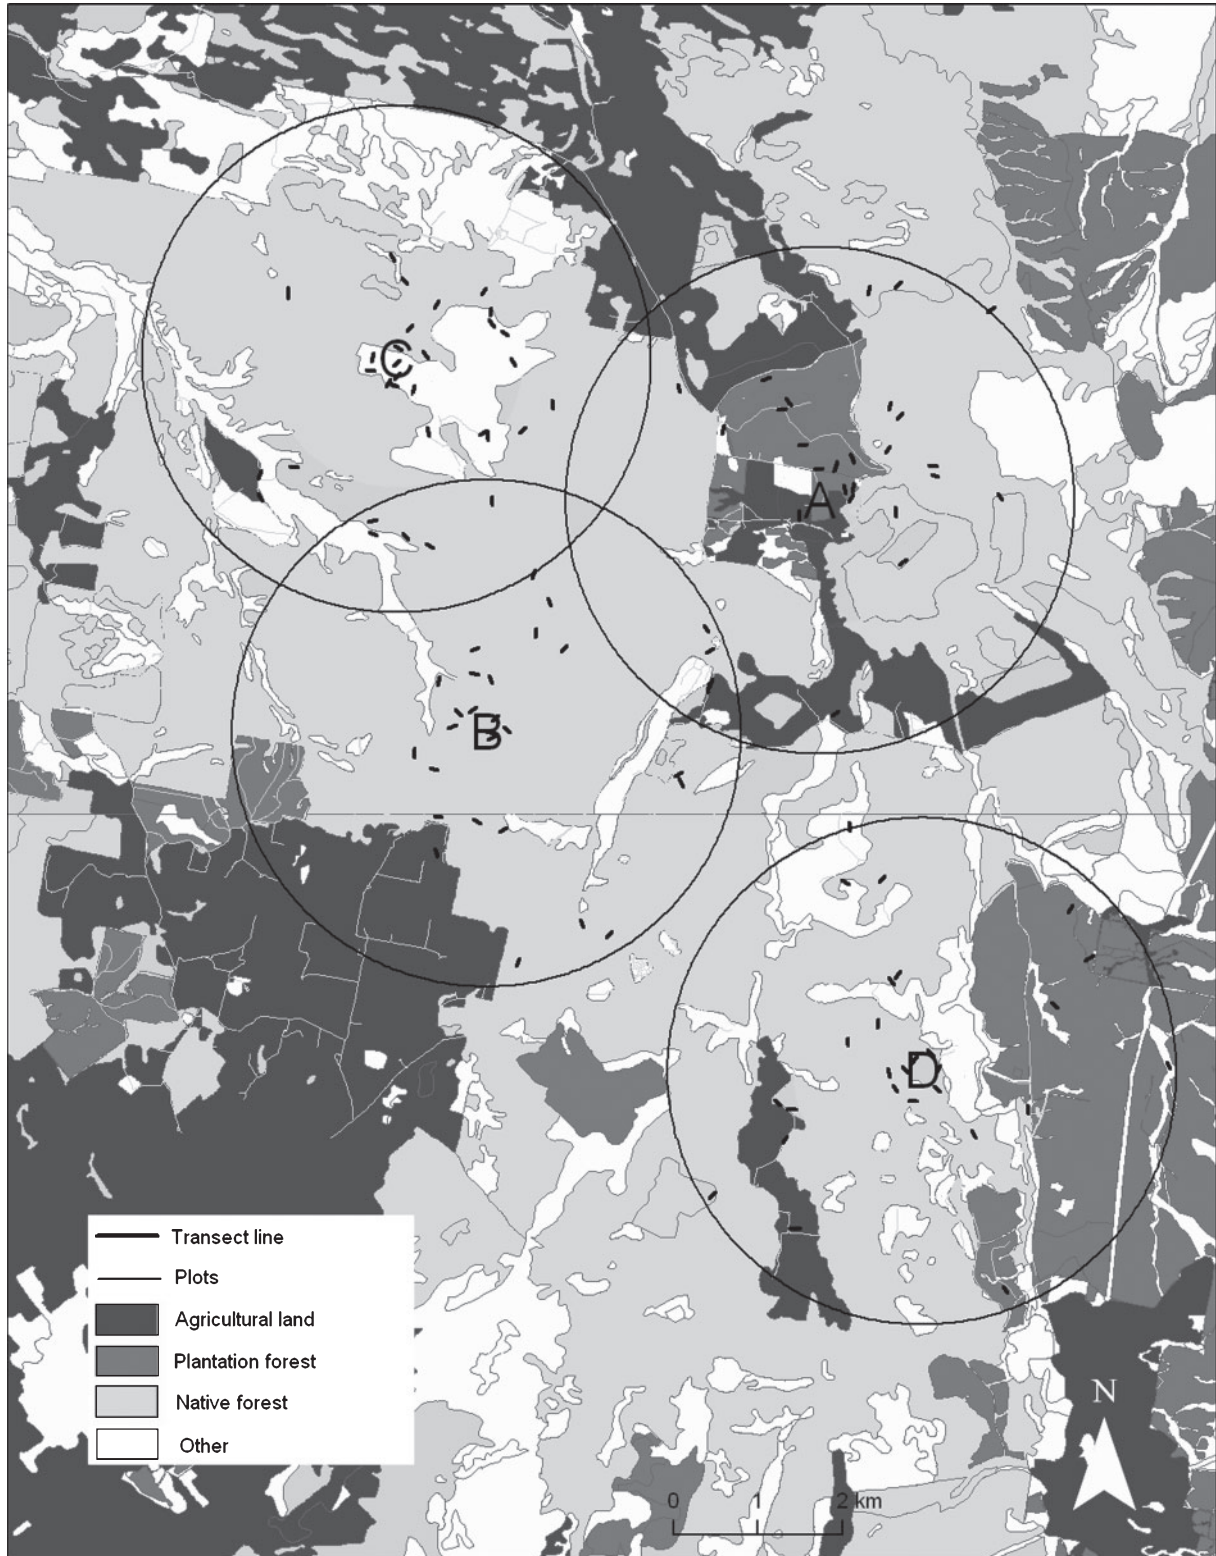 C
A
B
D
Transect line
Plots
Agricultural land
Plantation forest
Native forest
Other
N
0 1 2 km